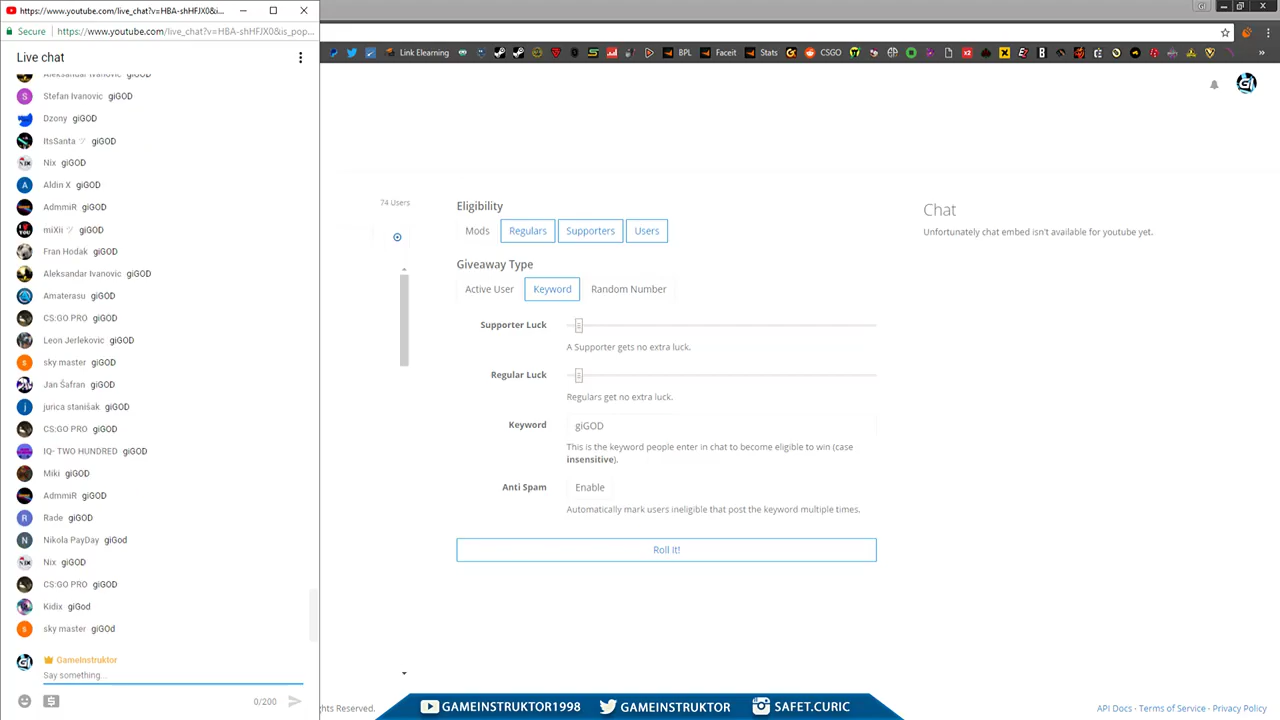 https://www.youtube.com/live_chat?v=HBA-shHFJX0&i...
Secure https://www.youtube.com/live_chat?v=HBA-shHFJX0&is_pop...
Link Elearning BPL Faceit Stats CSGO
Live chat
Aleksandar Ivanovic giGOD
Stefan Ivanovic giGOD
Dzony giGOD
ItsSanta ツ giGOD
Nix giGOD
Aldin X giGOD
AdmmiR giGOD
miXii ツ giGOD
Fran Hodak giGOD
Aleksandar Ivanovic giGOD
Amaterasu giGOD
CS:GO PRO giGOD
Leon Jerlekovic giGOD
sky master giGOD
Jan Šafran giGOD
jurica stanišak giGOD
CS:GO PRO giGOD
IQ- TWO HUNDRED giGOD
Miki giGOD
AdmmiR giGOD
Rade giGOD
Nikola PayDay giGod
Nix giGOD
CS:GO PRO giGOD
Kidix giGod
sky master giGOd
GameInstruktor
Say something...
0/200
74 Users
Eligibility
Mods Regulars Supporters Users
Giveaway Type
Active User Keyword Random Number
Supporter Luck
A Supporter gets no extra luck.
Regular Luck
Regulars get no extra luck.
Keyword giGOD
This is the keyword people enter in chat to become eligible to win (case
insensitive).
Anti Spam Enable
Automatically mark users ineligible that post the keyword multiple times.
Roll It!
Chat
Unfortunately chat embed isn't available for youtube yet.
ghts Reserved.
GAMEINSTRUKTOR1998 GAMEINSTRUKTOR SAFET.CURIC
API Docs - Terms of Service - Privacy Policy